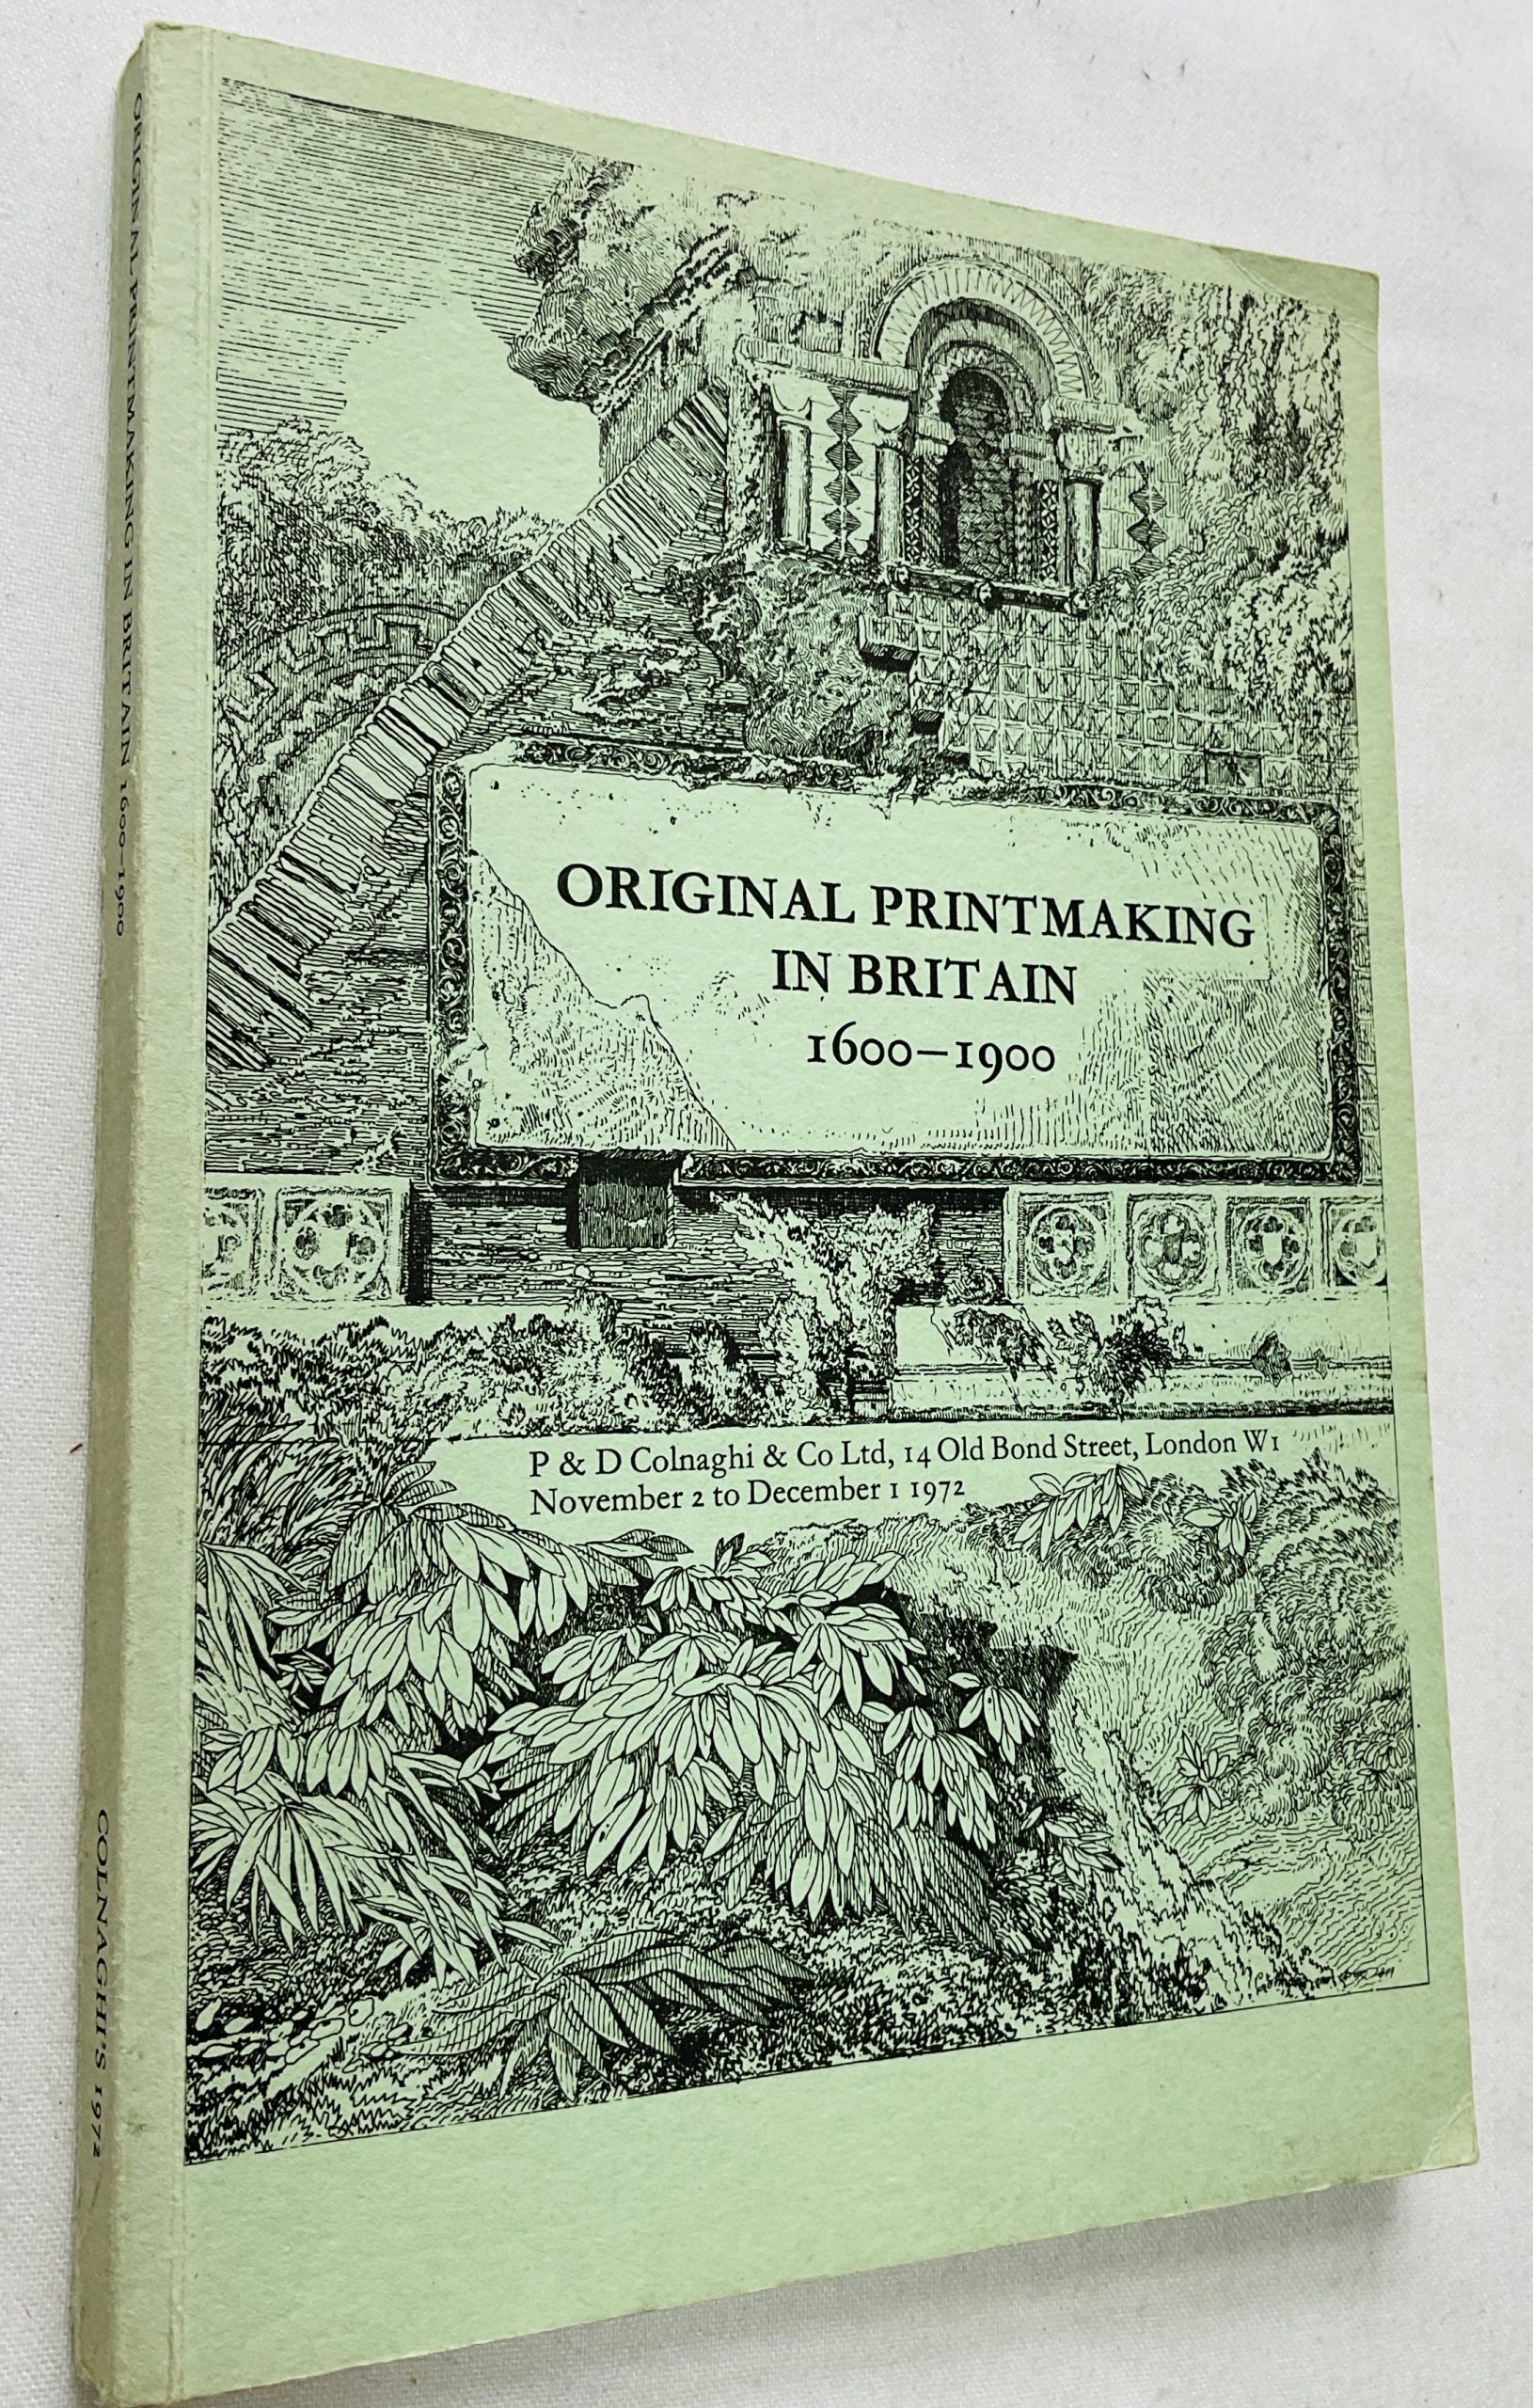 ORIGINAL PRINTMAKING IN BRITAIN 1600–1900
COLNAGHI'S 1972
ORIGINAL PRINTMAKING
IN BRITAIN
1600–1900
P & D Colnaghi & Co Ltd, 14 Old Bond Street, London W1
November 2 to December 1 1972